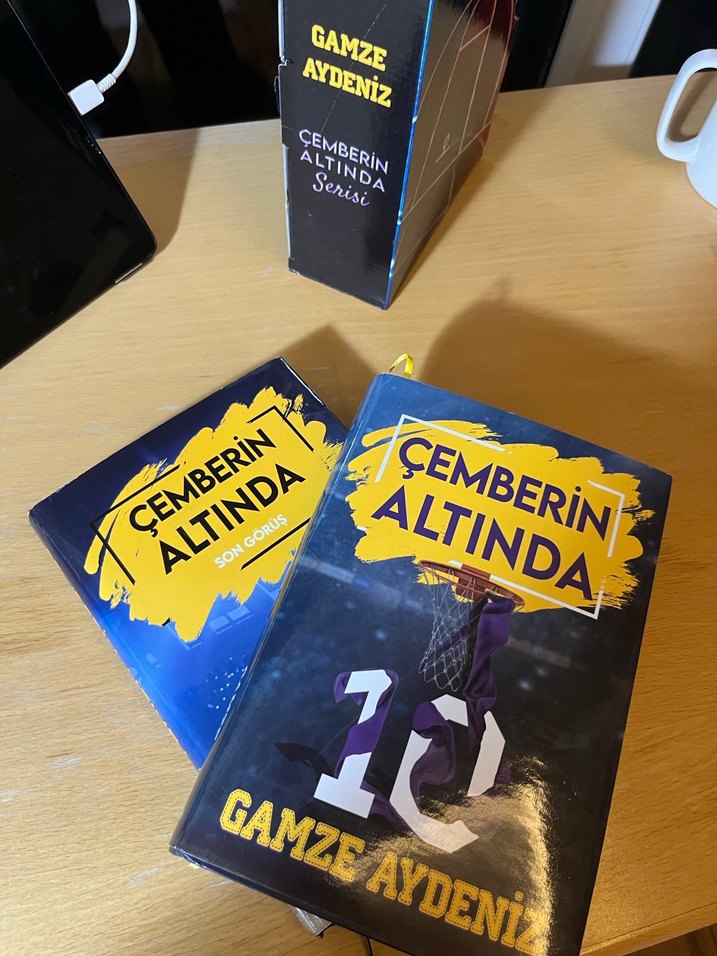 GAMZE
AYDENİZ
ÇEMBERİN
ALTINDA
Serisi
ÇEMBERİN
ALTINDA
SON GÖRÜŞ
ÇEMBERİN
ALTINDA
10
GAMZE AYDENİZ